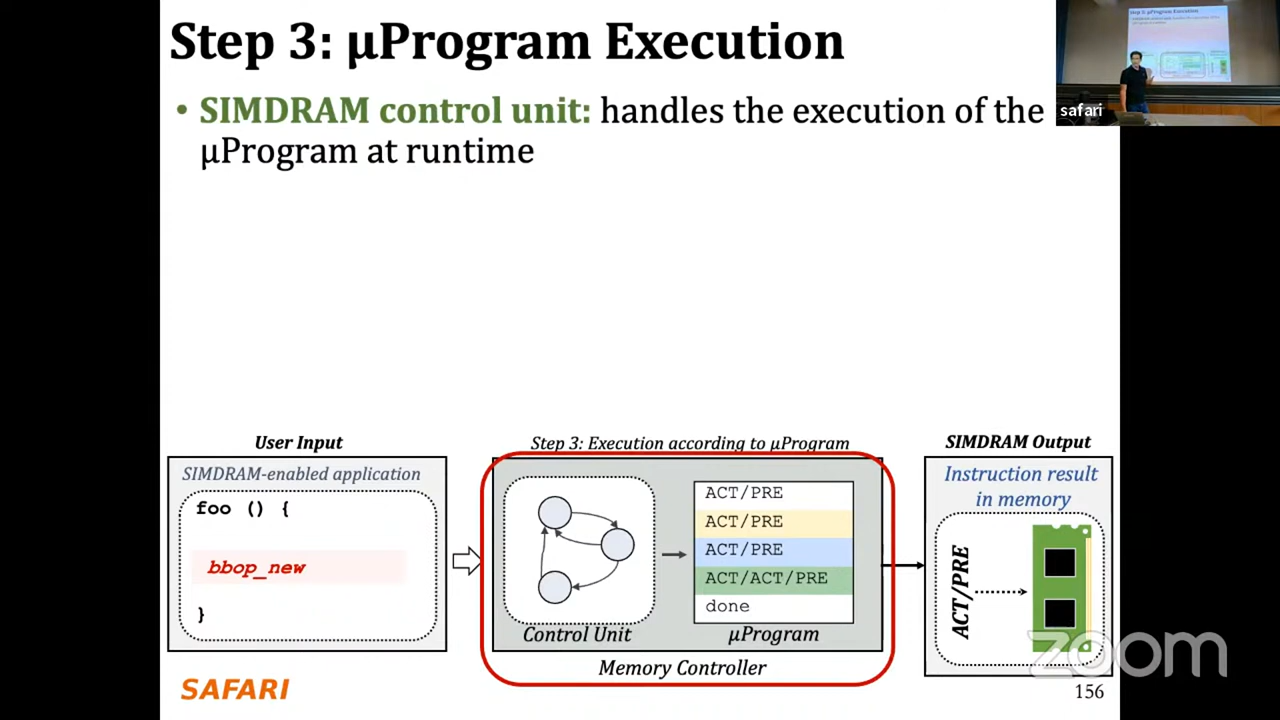 Step 3: µProgram Execution
• SIMDRAM control unit: handles the execution of the
µProgram at runtime
safari
User Input
SIMDRAM-enabled application
foo () {
bbop_new
}
Step 3: Execution according to µProgram
ACT/PRE
ACT/PRE
ACT/PRE
ACT/ACT/PRE
done
Control Unit
µProgram
Memory Controller
SIMDRAM Output
Instruction result
in memory
ACT/PRE
zoom
SAFARI
156